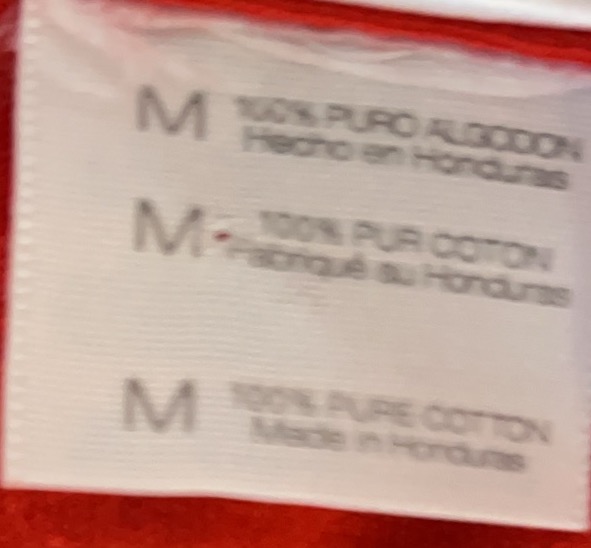 M 100% PURO ALGODON
Hecho en Honduras
M 100% PUR COTON
Fabriqué au Honduras
M 100% PURE COTTON
Made in Honduras